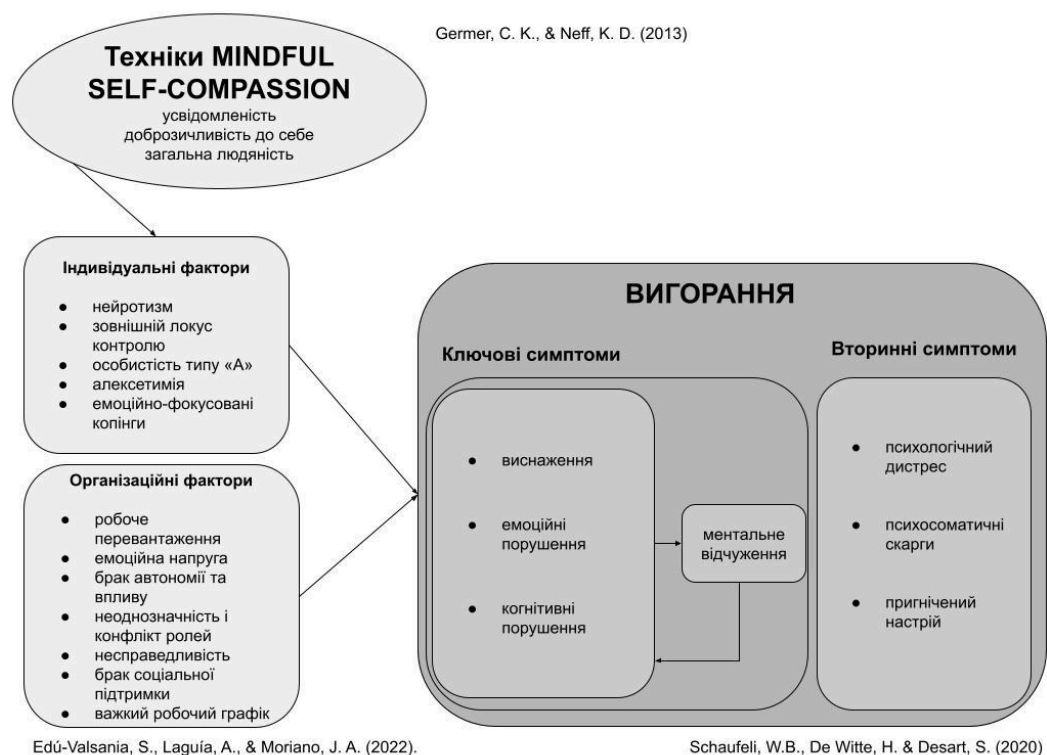 Germer, C. K., & Neff, K. D. (2013)
Техніки MINDFUL
SELF-COMPASSION
усвідомленість
доброзичливість до себе
загальна людяність
Індивідуальні фактори
● нейротизм
● зовнішній локус
контролю
● особистість типу «А»
● алексетимія
● емоційно-фокусовані
копінги
Організаційні фактори
● робоче
перевантаження
● емоційна напруга
● брак автономії та
впливу
● неоднозначність і
конфлікт ролей
● несправедливість
● брак соціальної
підтримки
● важкий робочий графік
ВИГОРАННЯ
Ключові симптоми
● виснаження
● емоційні
порушення
● когнітивні
порушення
ментальне
відчуження
Вторинні симптоми
● психологічний
дистрес
● психосоматичні
скарги
● пригнічений
настрій
Edú-Valsania, S., Laguía, A., & Moriano, J. A. (2022).
Schaufeli, W.B., De Witte, H. & Desart, S. (2020)